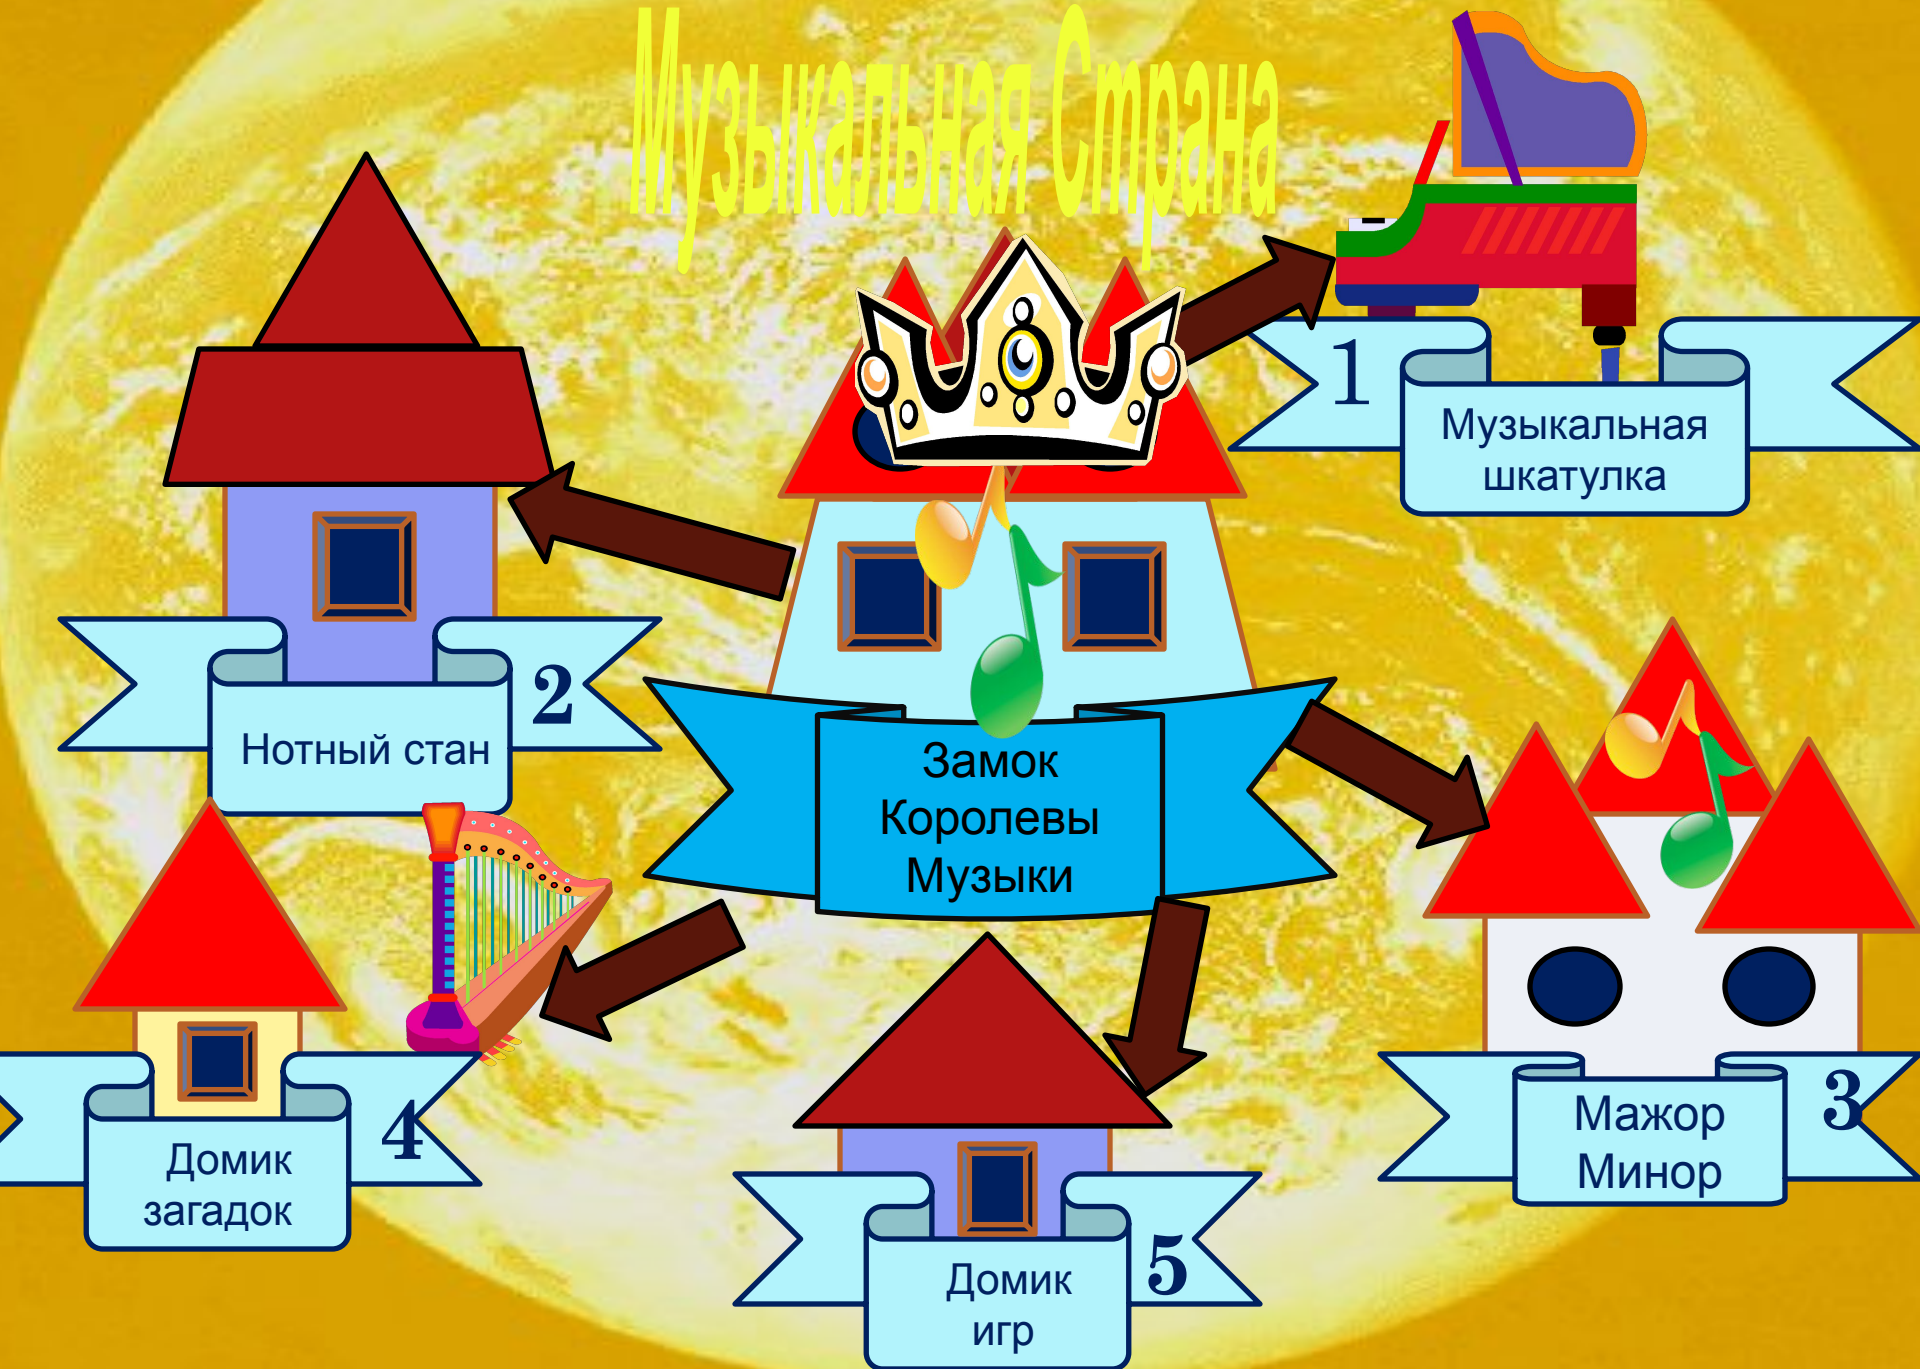 Музыкальная Страна
1
Музыкальная
шкатулка
2
Нотный стан
Замок
Королевы
Музыки
3
Мажор
Минор
4
Домик
загадок
5
Домик
игр